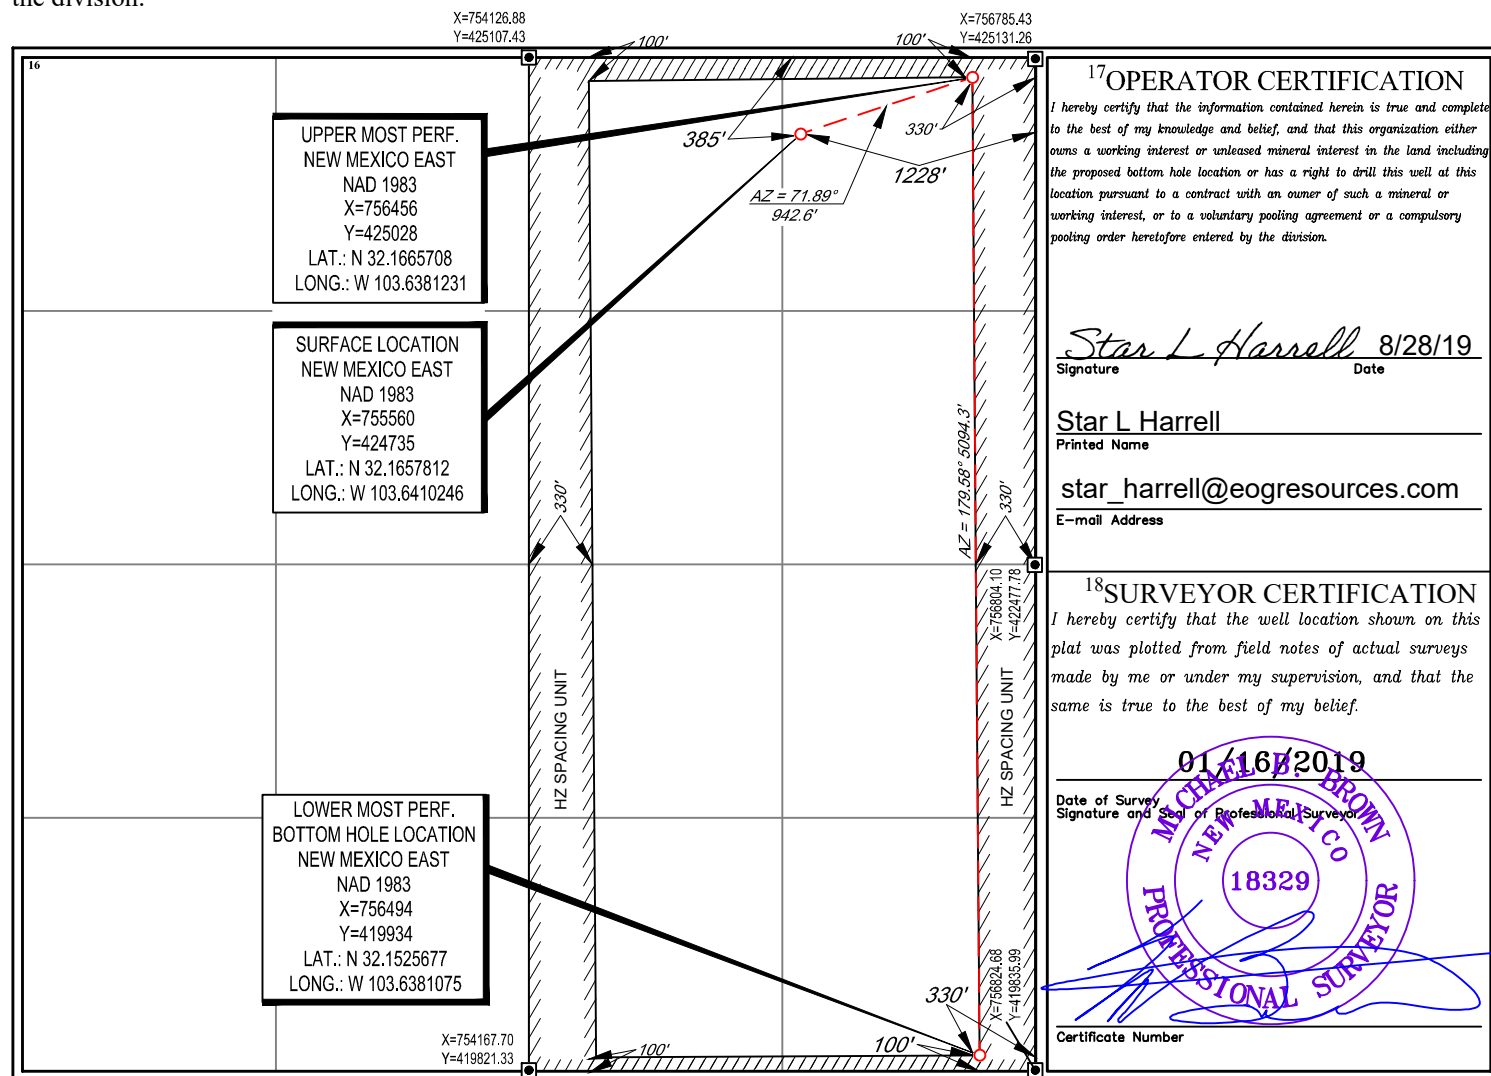 the division.
X=754126.88
Y=425107.43
X=756785.43
Y=425131.26
16
100'
100'
385'
330'
1228'
AZ = 71.89°
942.6'
UPPER MOST PERF.
NEW MEXICO EAST
NAD 1983
X=756456
Y=425028
LAT.: N 32.1665708
LONG.: W 103.6381231
SURFACE LOCATION
NEW MEXICO EAST
NAD 1983
X=755560
Y=424735
LAT.: N 32.1657812
LONG.: W 103.6410246
330'
AZ = 179.58° 5094.3'
330'
X=756804.10
Y=422477.78
HZ SPACING UNIT
HZ SPACING UNIT
LOWER MOST PERF.
BOTTOM HOLE LOCATION
NEW MEXICO EAST
NAD 1983
X=756494
Y=419934
LAT.: N 32.1525677
LONG.: W 103.6381075
X=756824.68
Y=419835.99
330'
X=754167.70
Y=419821.33
100'
100'
17OPERATOR CERTIFICATION
I hereby certify that the information contained herein is true and complete
to the best of my knowledge and belief, and that this organization either
owns a working interest or unleased mineral interest in the land including
the proposed bottom hole location or has a right to drill this well at this
location pursuant to a contract with an owner of such a mineral or
working interest, or to a voluntary pooling agreement or a compulsory
pooling order heretofore entered by the division.
Star L Harrell 8/28/19
Signature Date
Star L Harrell
Printed Name
star_harrell@eogresources.com
E-mail Address
18SURVEYOR CERTIFICATION
I hereby certify that the well location shown on this
plat was plotted from field notes of actual surveys
made by me or under my supervision, and that the
same is true to the best of my belief.
01/16/2019
Date of Survey
Signature and Seal of Professional Surveyor
MICHAEL B. BROWN
NEW MEXICO
18329
PROFESSIONAL SURVEYOR
Certificate Number